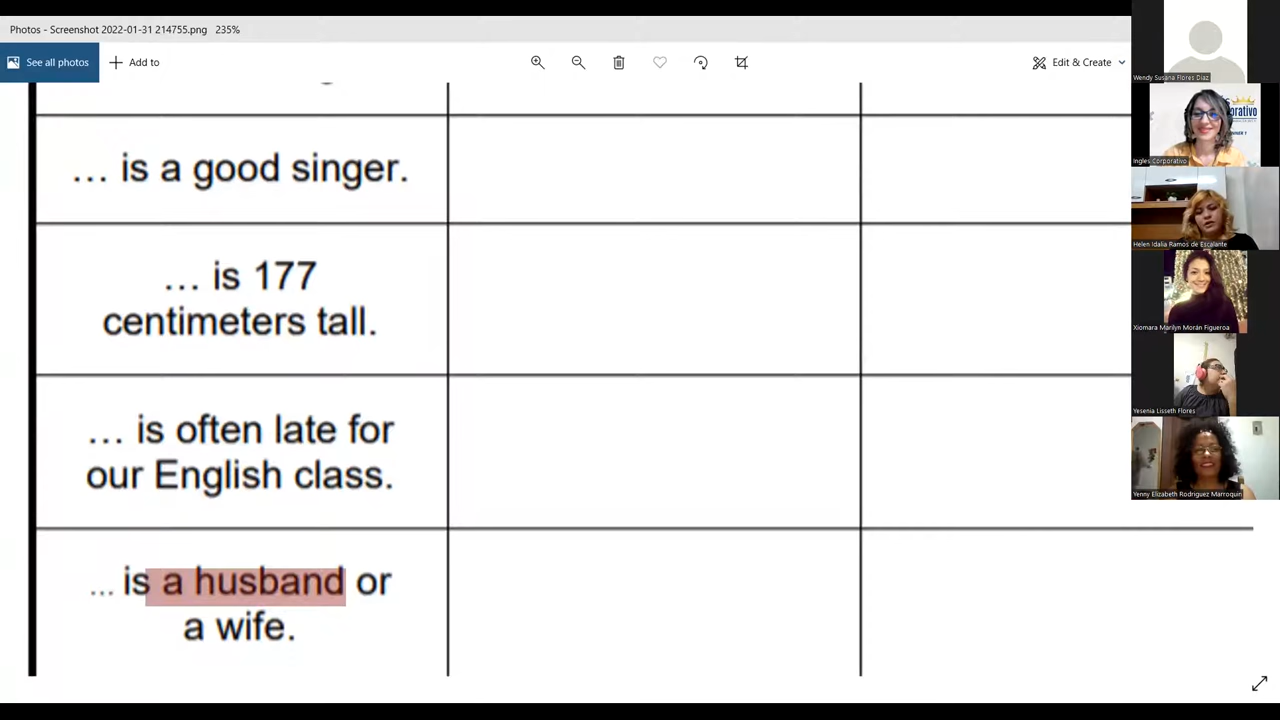 Photos - Screenshot 2022-01-31 214755.png 235%
See all photos
Add to
Edit & Create
... is a good singer.
... is 177
centimeters tall.
... is often late for
our English class.
... is a husband or
a wife.
Wendy Susana Flores Diaz
Ingles Corporativo
Helen Idalia Ramos de Escalante
Xiomara Marilyn Morán Figueroa
Yesenia Lisseth Flores
Yenny Elizabeth Rodriguez Marroquin